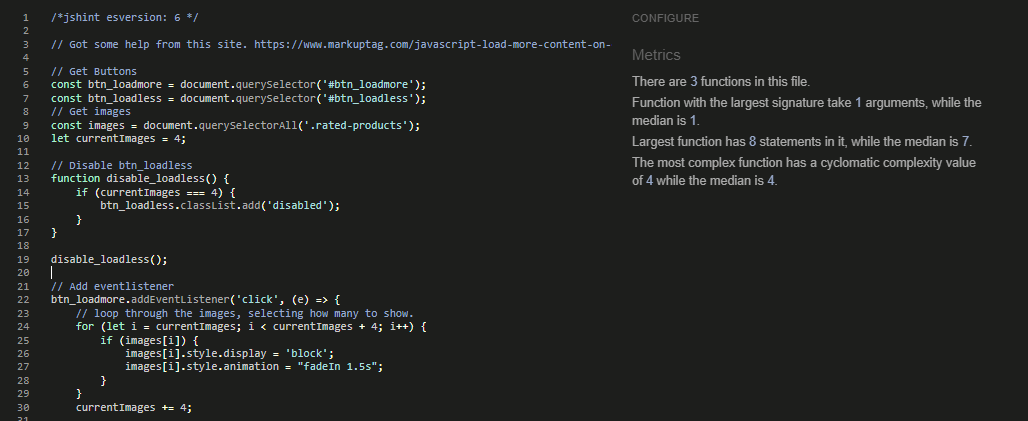 1 /*jshint esversion: 6 */
2
3 // Got some help from this site. https://www.markuptag.com/javascript-load-more-content-on-
4
5 // Get Buttons
6 const btn_loadmore = document.querySelector('#btn_loadmore');
7 const btn_loadless = document.querySelector('#btn_loadless');
8 // Get images
9 const images = document.querySelectorAll('.rated-products');
10 let currentImages = 4;
11
12 // Disable btn_loadless
13 function disable_loadless() {
14 if (currentImages === 4) {
15 btn_loadless.classList.add('disabled');
16 }
17 }
18
19 disable_loadless();
20
21 // Add eventlistener
22 btn_loadmore.addEventListener('click', (e) => {
23 // loop through the images, selecting how many to show.
24 for (let i = currentImages; i < currentImages + 4; i++) {
25 if (images[i]) {
26 images[i].style.display = 'block';
27 images[i].style.animation = "fadeIn 1.5s";
28 }
29 }
30 currentImages += 4;
31
CONFIGURE
Metrics
There are 3 functions in this file.
Function with the largest signature take 1 arguments, while the
median is 1.
Largest function has 8 statements in it, while the median is 7.
The most complex function has a cyclomatic complexity value
of 4 while the median is 4.